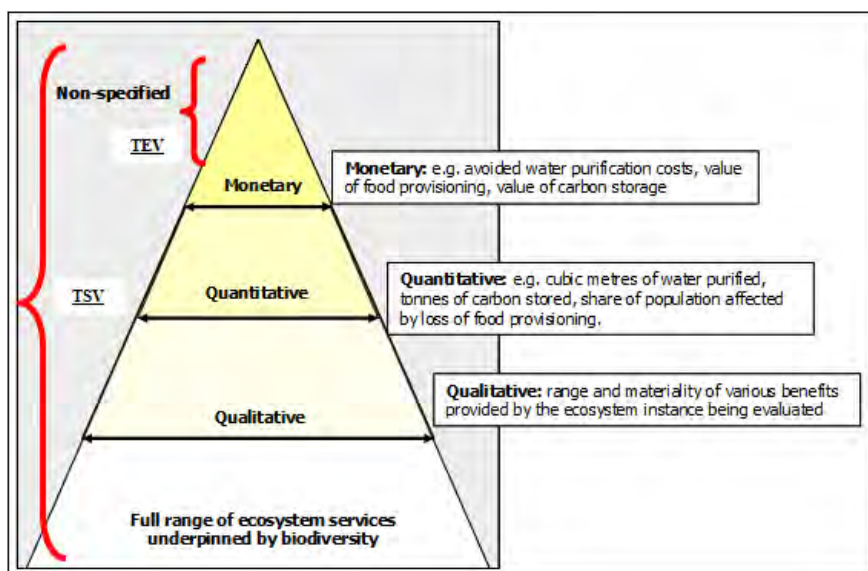 Non-specified
TEV
Monetary: e.g. avoided water purification costs, value
of food provisioning, value of carbon storage
Monetary
TSV
Quantitative: e.g. cubic metres of water purified,
tonnes of carbon stored, share of population affected
by loss of food provisioning.
Quantitative
Qualitative: range and materiality of various benefits
provided by the ecosystem instance being evaluated
Qualitative
Full range of ecosystem services
underpinned by biodiversity